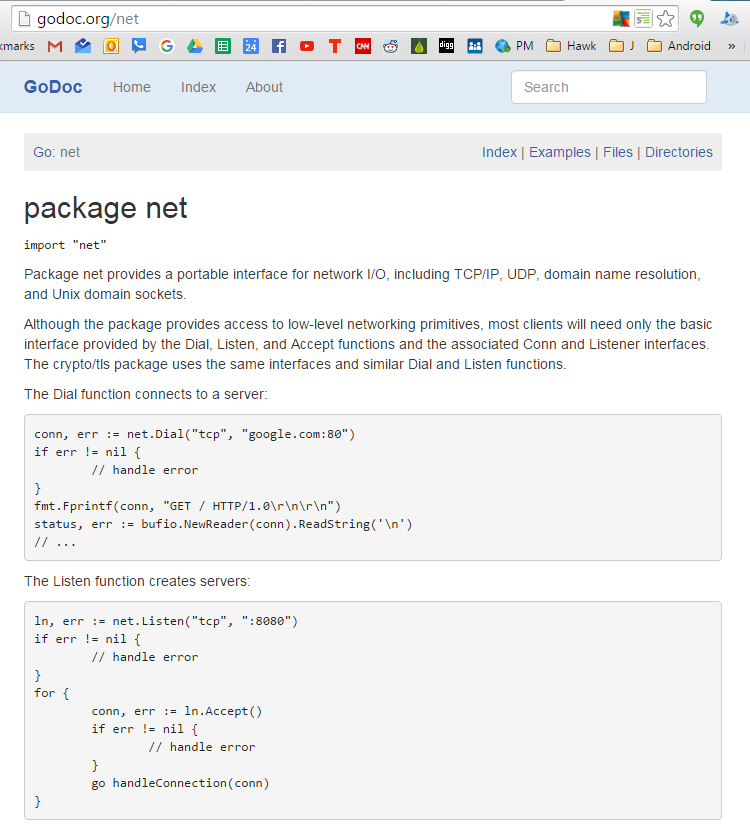 godoc.org/net
kmarks
24
CNN
digg
PM
Hawk
J
Android
»
GoDoc
Home
Index
About
Search
Go: net
Index | Examples | Files | Directories
package net
import "net"
Package net provides a portable interface for network I/O, including TCP/IP, UDP, domain name resolution,
and Unix domain sockets.
Although the package provides access to low-level networking primitives, most clients will need only the basic
interface provided by the Dial, Listen, and Accept functions and the associated Conn and Listener interfaces.
The crypto/tls package uses the same interfaces and similar Dial and Listen functions.
The Dial function connects to a server:
conn, err := net.Dial("tcp", "google.com:80")
if err != nil {
// handle error
}
fmt.Fprintf(conn, "GET / HTTP/1.0\r\n\r\n")
status, err := bufio.NewReader(conn).ReadString('\n')
// ...
The Listen function creates servers:
ln, err := net.Listen("tcp", ":8080")
if err != nil {
// handle error
}
for {
conn, err := ln.Accept()
if err != nil {
// handle error
}
go handleConnection(conn)
}